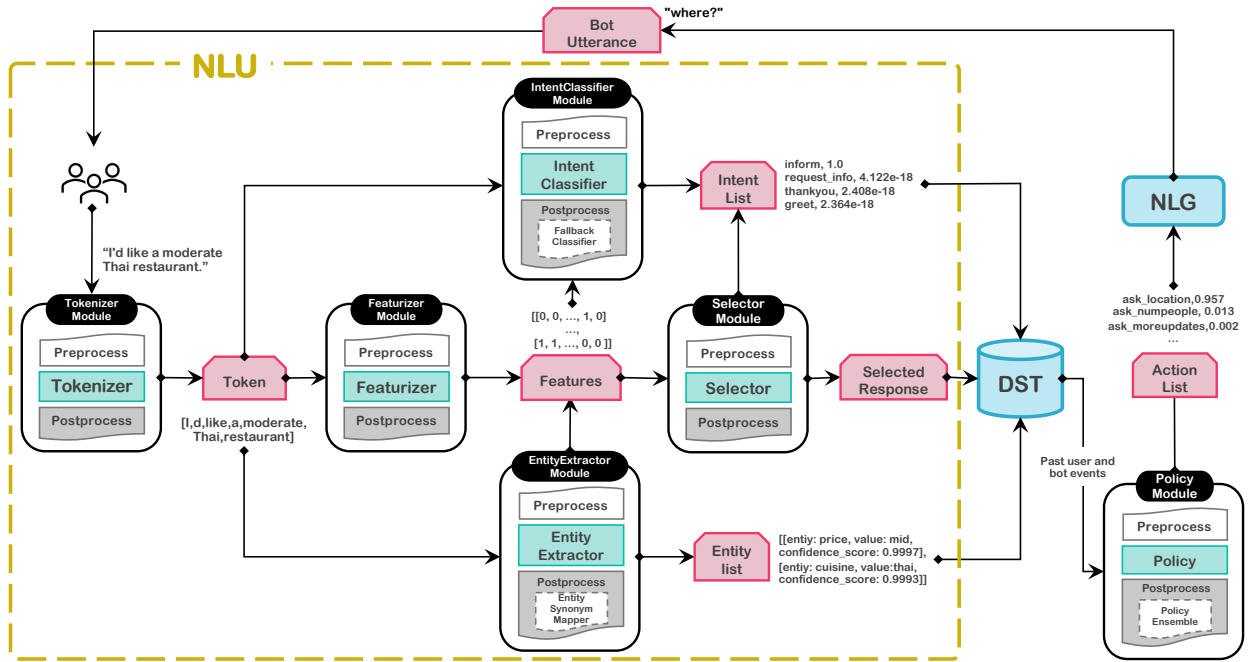 "where?"
Bot
Utterance
NLU
IntentClassifier
Module
Preprocess
Intent
Classifier
Postprocess
Fallback
Classifier
Intent
List
inform, 1.0
request_info, 4.122e-18
thankyou, 2.408e-18
greet, 2.364e-18
NLG
“I'd like a moderate
Thai restaurant.”
Tokenizer
Module
Preprocess
Tokenizer
Postprocess
Token
[I,d,like,a,moderate,
Thai,restaurant]
Featurizer
Module
Preprocess
Featurizer
Postprocess
[[0, 0, ..., 1, 0]
...,
[1, 1, ..., 0, 0 ]]
Features
Selector
Module
Preprocess
Selector
Postprocess
Selected
Response
DST
ask_location,0.957
ask_numpeople, 0.013
ask_moreupdates,0.002
...
Action
List
EntityExtractor
Module
Preprocess
Entity
Extractor
Postprocess
Entity
Synonym
Mapper
Entity
list
[[entiy: price, value: mid,
confidence_score: 0.9997],
[entiy: cuisine, value:thai,
confidence_score: 0.9993]]
Past user and
bot events
Policy
Module
Preprocess
Policy
Postprocess
Policy
Ensemble